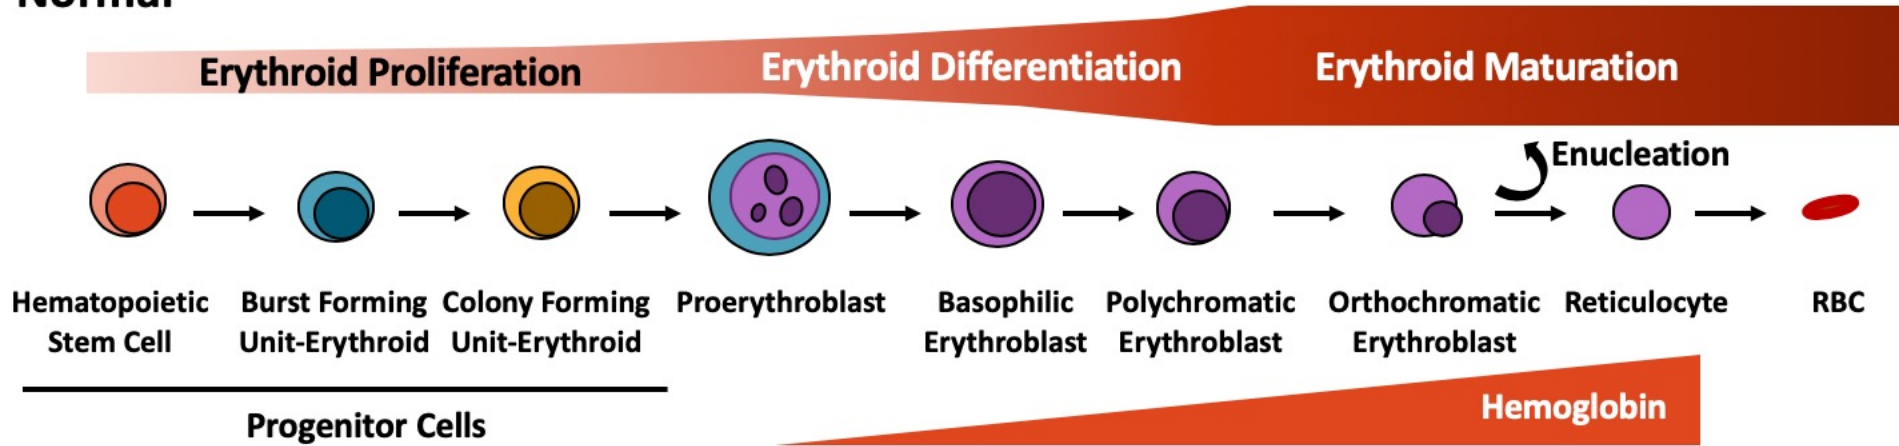 Normal
Erythroid Proliferation
Erythroid Differentiation
Erythroid Maturation
Enucleation
Hematopoietic
Stem Cell
Burst Forming
Unit-Erythroid
Colony Forming
Unit-Erythroid
Proerythroblast
Basophilic
Erythroblast
Polychromatic
Erythroblast
Orthochromatic
Erythroblast
Reticulocyte
RBC
Progenitor Cells
Hemoglobin